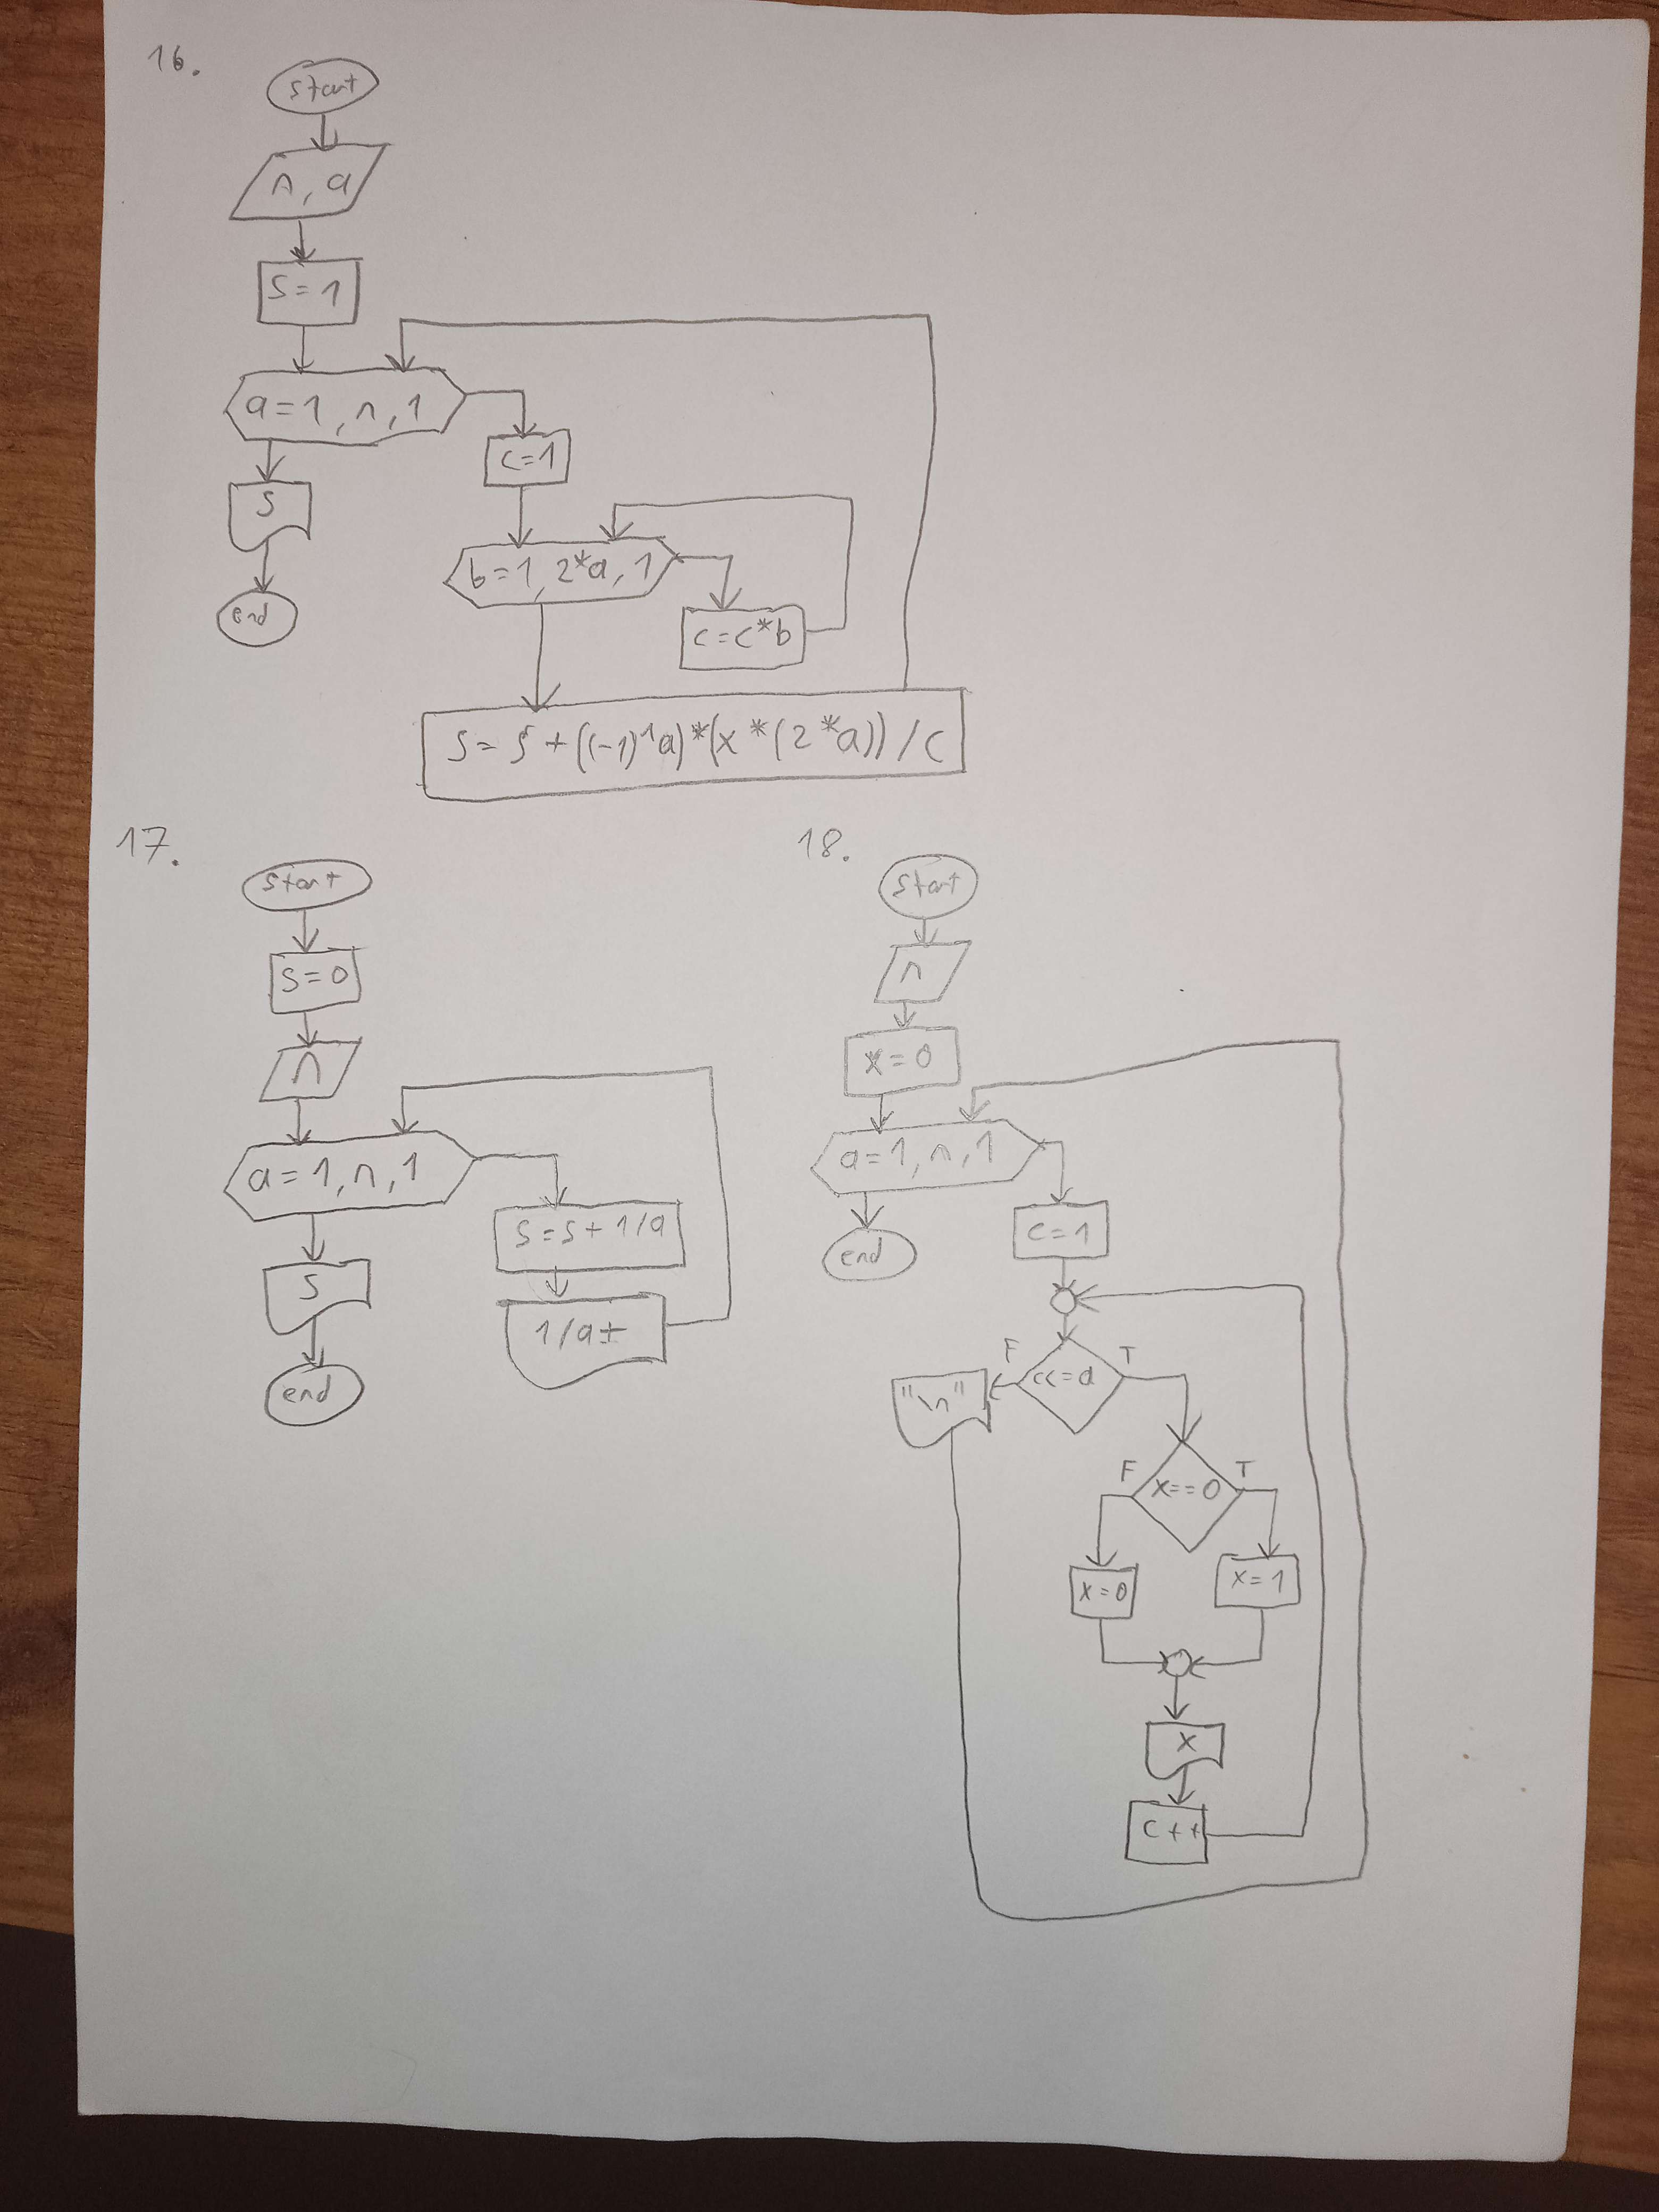 16.
start
n, a
S=1
a=1, n, 1
c=1
S
b=1, 2*a, 1
end
c=c*b
S= S+((-1)^1a)*(x*(2*a))/c
17.
start
S=0
n
a=1, n, 1
S=S+1/a
S
1/a+
end
18.
start
n
x=0
a=1, n, 1
c=1
end
F
T
c<=a
"\n"
F
T
x==0
x=0
x=1
x
c++